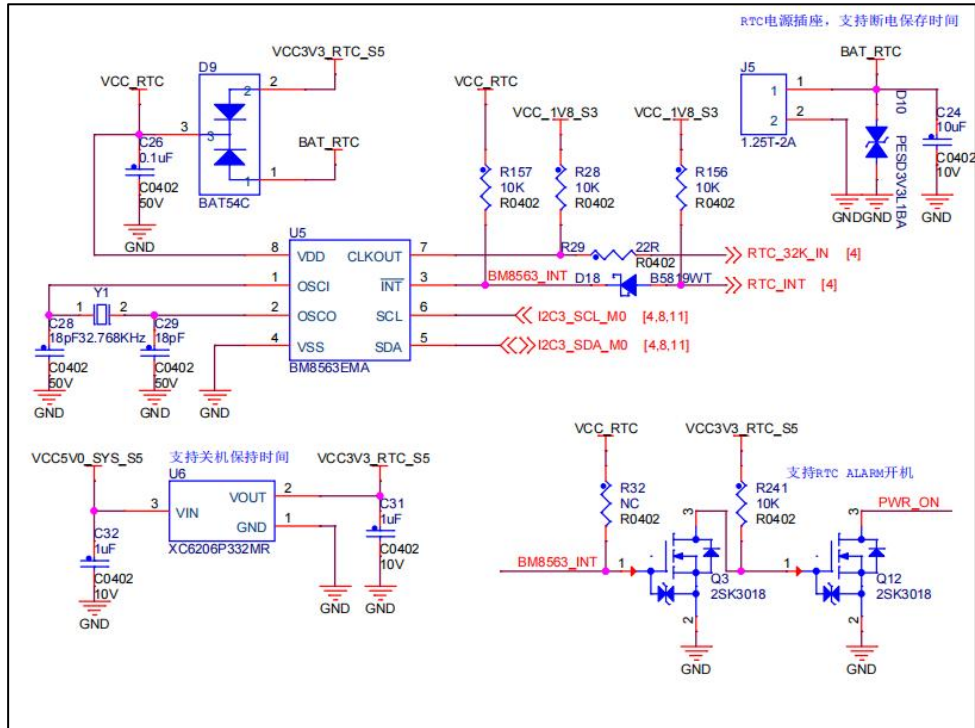 RTC电源插座，支持断电保存时间
VCC3V3_RTC_S5
BAT_RTC
VCC_RTC
D9
2
2
3
3
1
1
BAT54C
BAT_RTC
C26
0.1uF
C0402
50V
GND
VCC_RTC
VCC_1V8_S3
VCC_1V8_S3
R157
10K
R0402
R28
10K
R0402
R156
10K
R0402
J5
1
1
2
2
1.25T-2A
D10
PESD3V3L1BA
C24
10uF
C0402
10V
GND
GND
GND
U5
8
VDD
CLKOUT
7
R29
22R
R0402
RTC_32K_IN [4]
1
OSCI
INT
3
BM8563_INT
D18
B5819WT
RTC_INT [4]
2
OSCO
SCL
6
I2C3_SCL_M0 [4,8,11]
4
VSS
SDA
5
I2C3_SDA_M0 [4,8,11]
BM8563EMA
Y1
1
2
32.768KHz
C28
18pF
C0402
50V
GND
C29
18pF
C0402
50V
GND
GND
VCC5V0_SYS_S5
支持关机保持时间
VCC3V3_RTC_S5
U6
3
VIN
VOUT
2
GND
1
XC6206P332MR
C32
1uF
C0402
10V
GND
C31
1uF
C0402
10V
GND
GND
VCC_RTC
VCC3V3_RTC_S5
支持RTC ALARM开机
R32
NC
R0402
R241
10K
R0402
PWR_ON
BM8563_INT
1
3
2
Q3
2SK3018
GND
1
3
2
Q12
2SK3018
GND